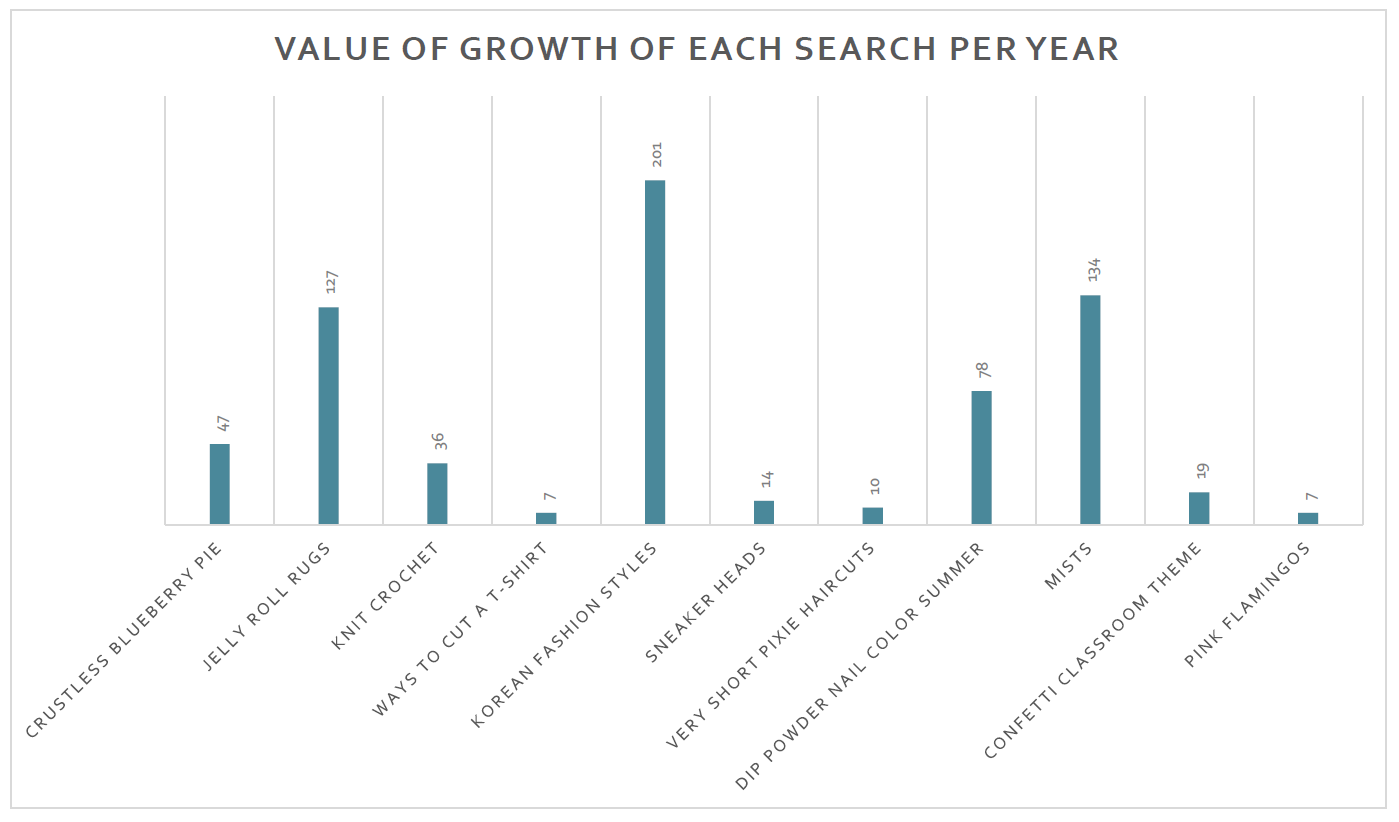 VALUE OF GROWTH OF EACH SEARCH PER YEAR
47
127
36
7
201
14
10
78
134
19
7
CRUSTLESS BLUEBERRY PIE
JELLY ROLL RUGS
KNIT CROCHET
WAYS TO CUT A T-SHIRT
KOREAN FASHION STYLES
SNEAKER HEADS
VERY SHORT PIXIE HAIRCUTS
DIP POWDER NAIL COLOR SUMMER
MISTS
CONFETTI CLASSROOM THEME
PINK FLAMINGOS